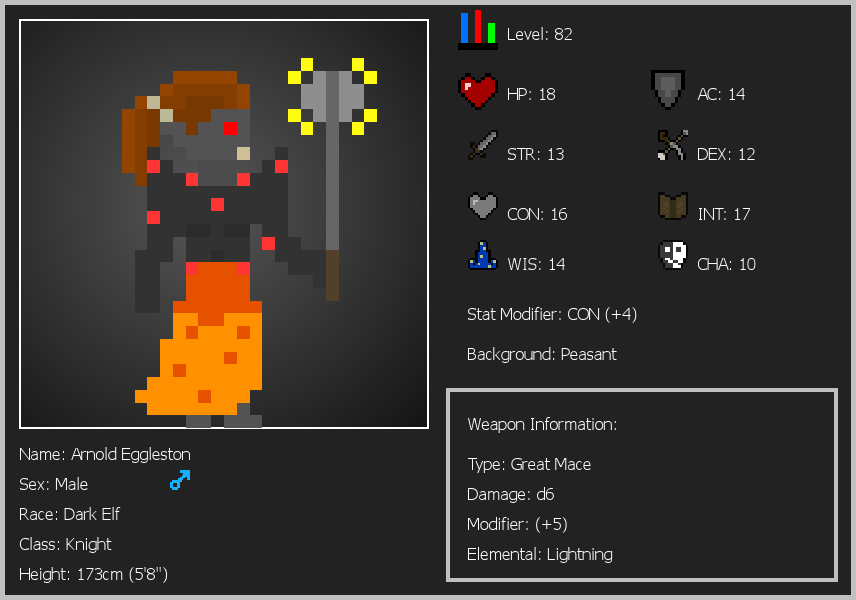 Level: 82
HP: 18
AC: 14
STR: 13
DEX: 12
CON: 16
INT: 17
WIS: 14
CHA: 10
Stat Modifier: CON (+4)
Background: Peasant
Weapon Information:
Type: Great Mace
Damage: d6
Modifier: (+5)
Elemental: Lightning
Name: Arnold Eggleston
Sex: Male
Race: Dark Elf
Class: Knight
Height: 173cm (5'8")